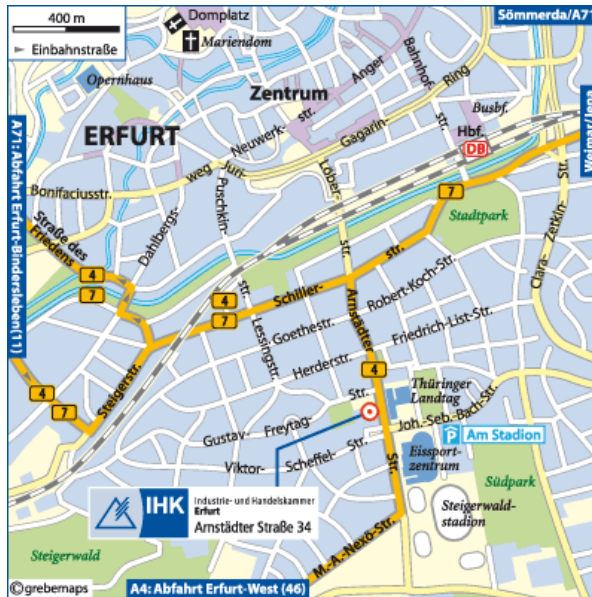 400 m
Einbahnstraße
Domplatz
Mariendom
Sömmerda/A71
Opernhaus
Zentrum
Anger
Bahnhof-
str.
Ring
Gagarin-
Juri-
weg
Neuwerk-
str.
Busbf.
Hbf.
DB
ERFURT
Weimar/Jena
A71: Abfahrt Erfurt-Bindersleben(11)
Bonifaciusstr.
Straße des
Friedens
Dahlbergs-
Puschkin-
str.
Löber-
str.
Stadtpark
Clara-
Zetkin-
Str.
7
4
7
4
7
4
7
4
Schiller-
str.
Steigerstr.
Lessingstr.
Goethestr.
Herderstr.
Robert-Koch-Str.
Friedrich-List-Str.
Arnstädter
Str.
Thüringer
Landtag
Joh.-Seb.-Bach-Str.
Gustav-
Freytag-
Str.
Viktor-
Scheffel-
Str.
P Am Stadion
Eissport-
zentrum
Südpark
Steigerwald-
stadion
IHK
Industrie- und Handelskammer
Erfurt
Arnstädter Straße 34
M.-A.-Nexö-Str.
Steigerwald
©grebemaps
A4: Abfahrt Erfurt-West (46)